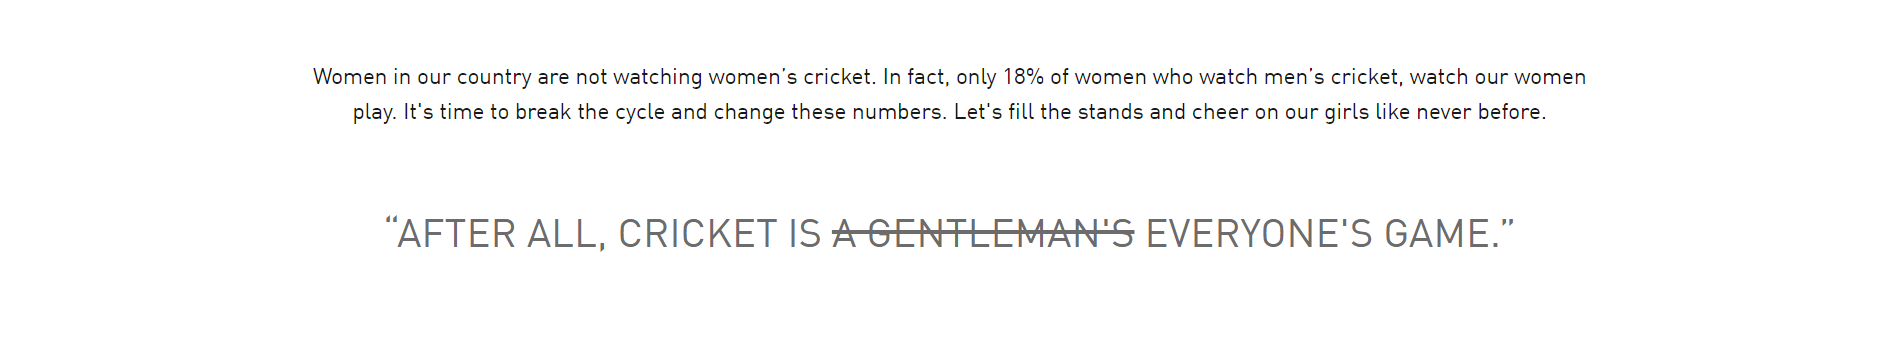 Women in our country are not watching women’s cricket. In fact, only 18% of women who watch men’s cricket, watch our women
play. It's time to break the cycle and change these numbers. Let's fill the stands and cheer on our girls like never before.
“AFTER ALL, CRICKET IS A GENTLEMAN'S EVERYONE'S GAME.”